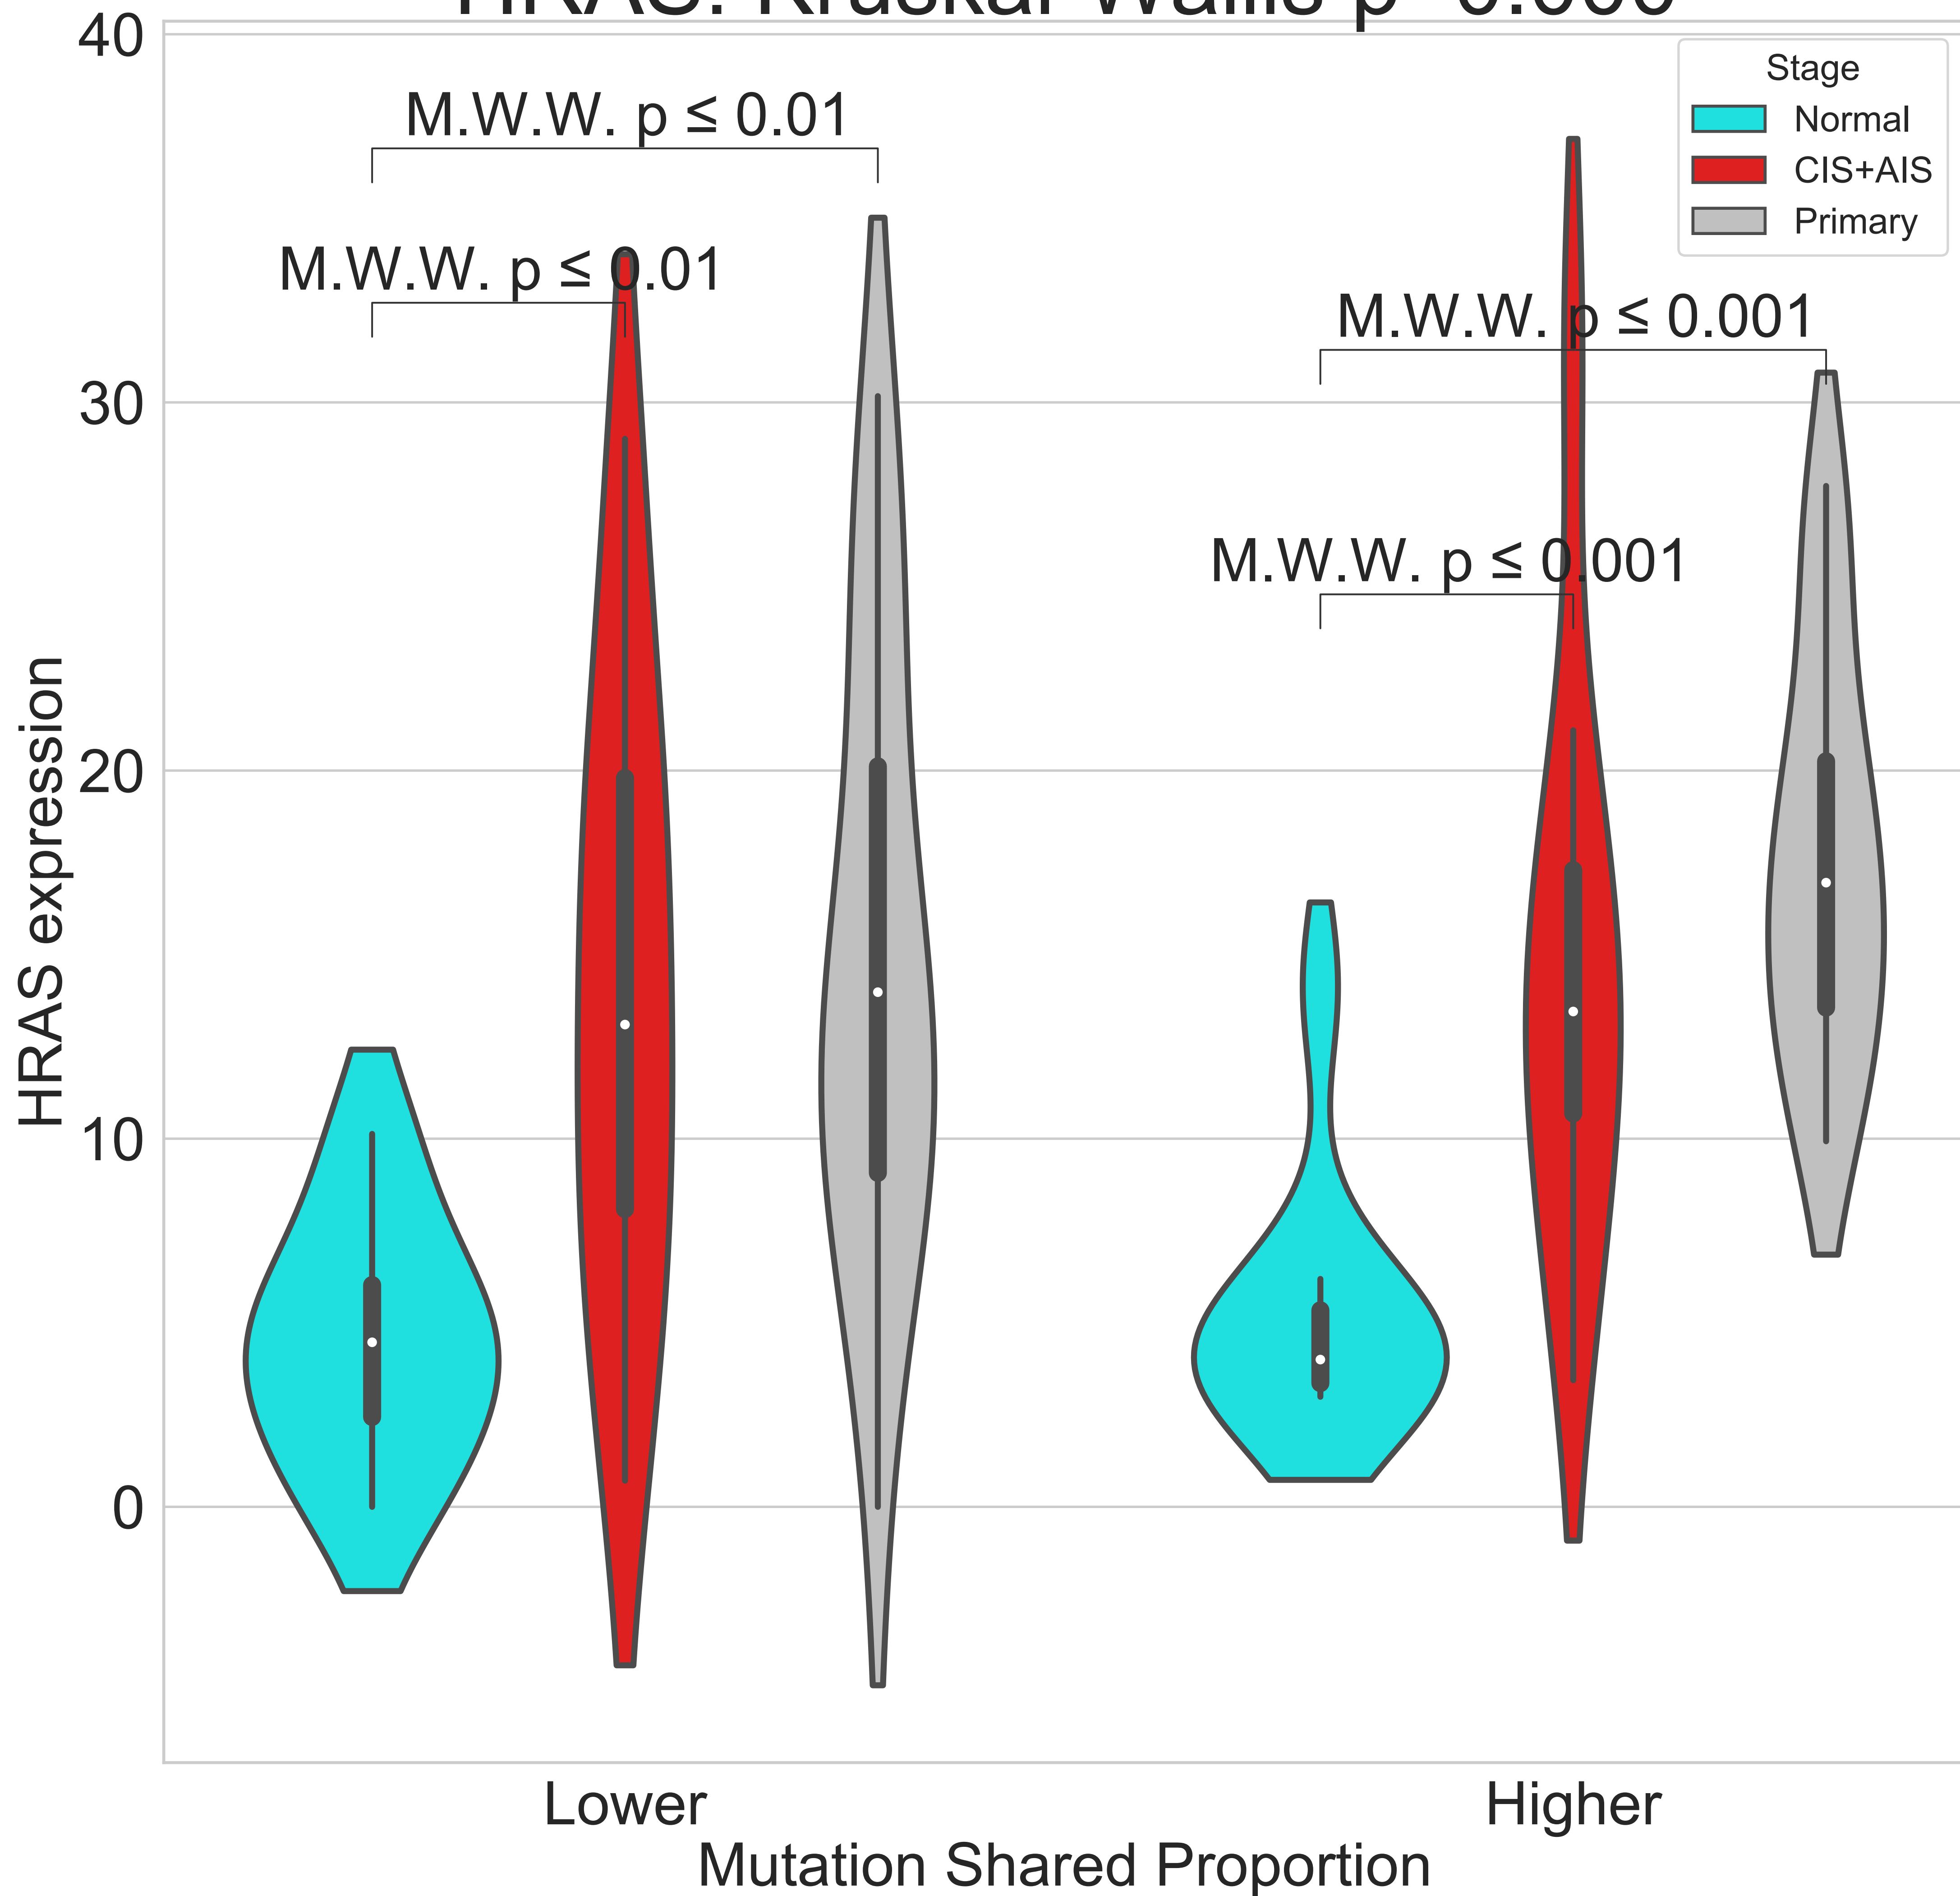 40
M.W.W. p ≤ 0.01
Stage
Normal
CIS+AIS
Primary
M.W.W. p ≤ 0.01
M.W.W. p ≤ 0.001
30
M.W.W. p ≤ 0.001
HRAS expression
20
10
0
Lower
Higher
Mutation Shared Proportion